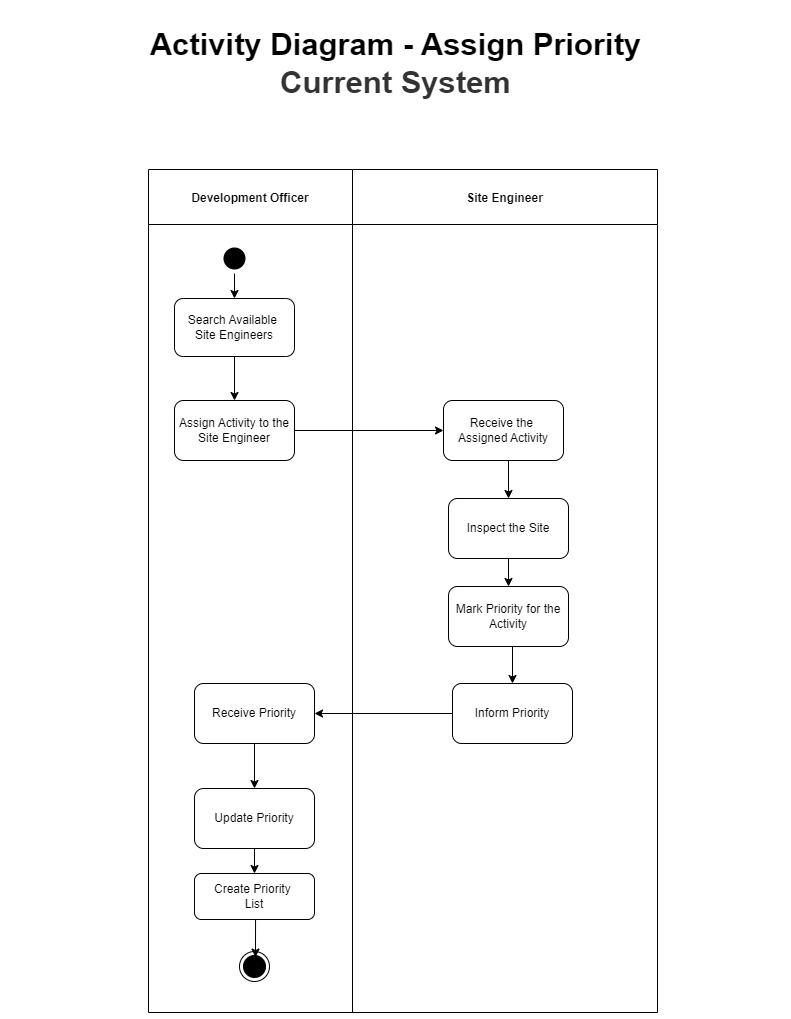 Activity Diagram - Assign Priority
Current System
Development Officer
Site Engineer
Search Available
Site Engineers
Assign Activity to the
Site Engineer
Receive the
Assigned Activity
Inspect the Site
Mark Priority for the
Activity
Receive Priority
Inform Priority
Update Priority
Create Priority
List